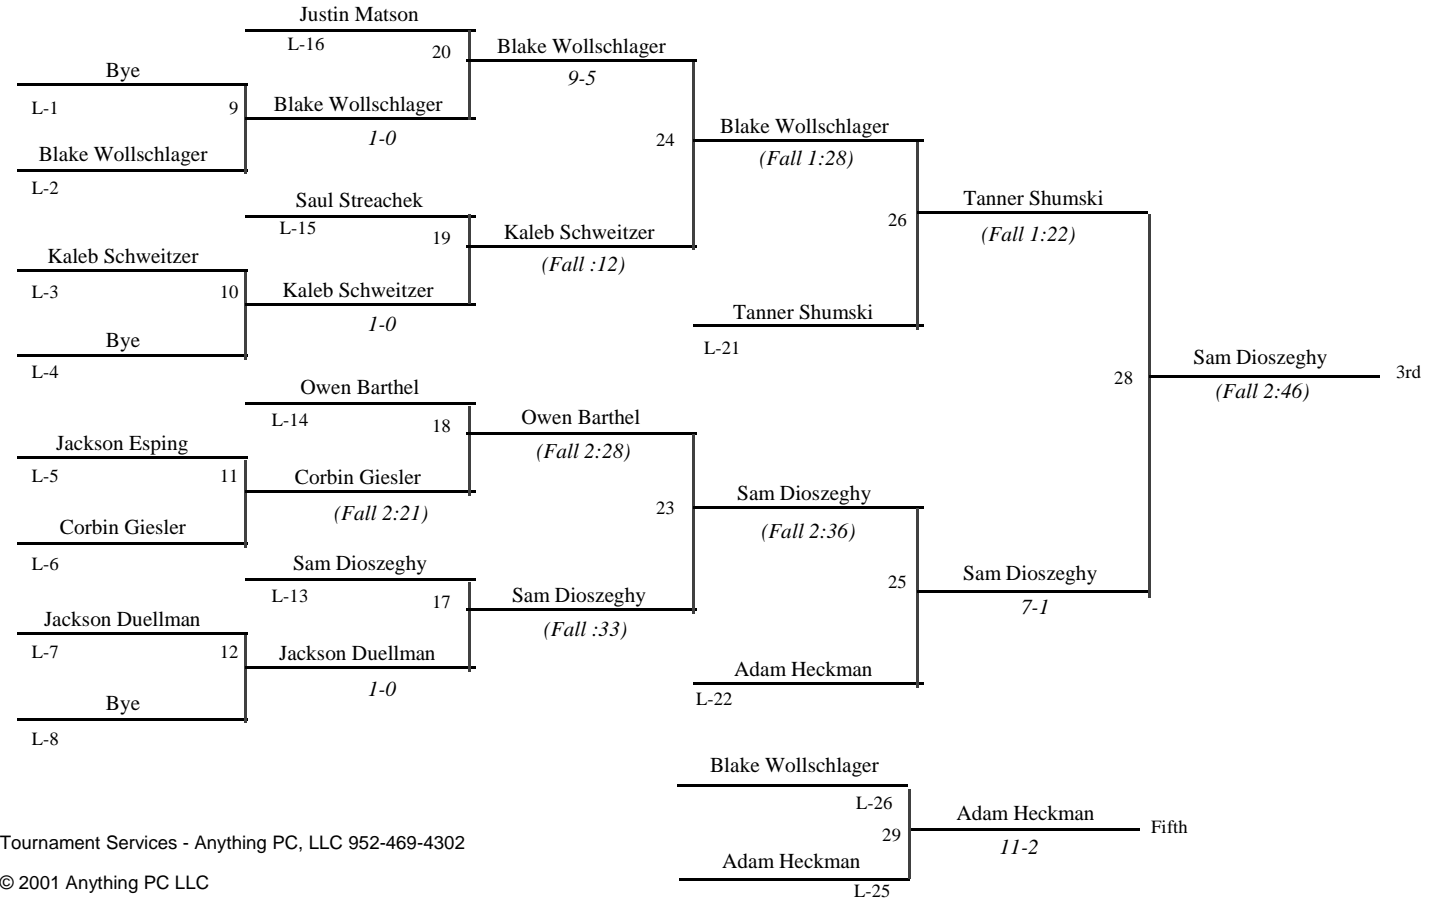 Justin Matson
L-16
20
Blake Wollschlager
9-5
Bye
L-1
9
Blake Wollschlager
1-0
Blake Wollschlager
L-2
24
Blake Wollschlager
(Fall 1:28)
Saul Streachek
L-15
19
Kaleb Schweitzer
(Fall :12)
Kaleb Schweitzer
L-3
10
Kaleb Schweitzer
1-0
Bye
L-4
26
Tanner Shumski
(Fall 1:22)
Tanner Shumski
L-21
28
Sam Dioszeghy
(Fall 2:46)
3rd
Owen Barthel
L-14
18
Owen Barthel
(Fall 2:28)
Jackson Esping
L-5
11
Corbin Giesler
(Fall 2:21)
Corbin Giesler
L-6
23
Sam Dioszeghy
(Fall 2:36)
Sam Dioszeghy
L-13
17
Sam Dioszeghy
(Fall :33)
Jackson Duellman
L-7
12
Jackson Duellman
1-0
Bye
L-8
25
Sam Dioszeghy
7-1
Adam Heckman
L-22
Blake Wollschlager
L-26
29
Adam Heckman
11-2
Fifth
Adam Heckman
L-25
Tournament Services - Anything PC, LLC 952-469-4302
© 2001 Anything PC LLC